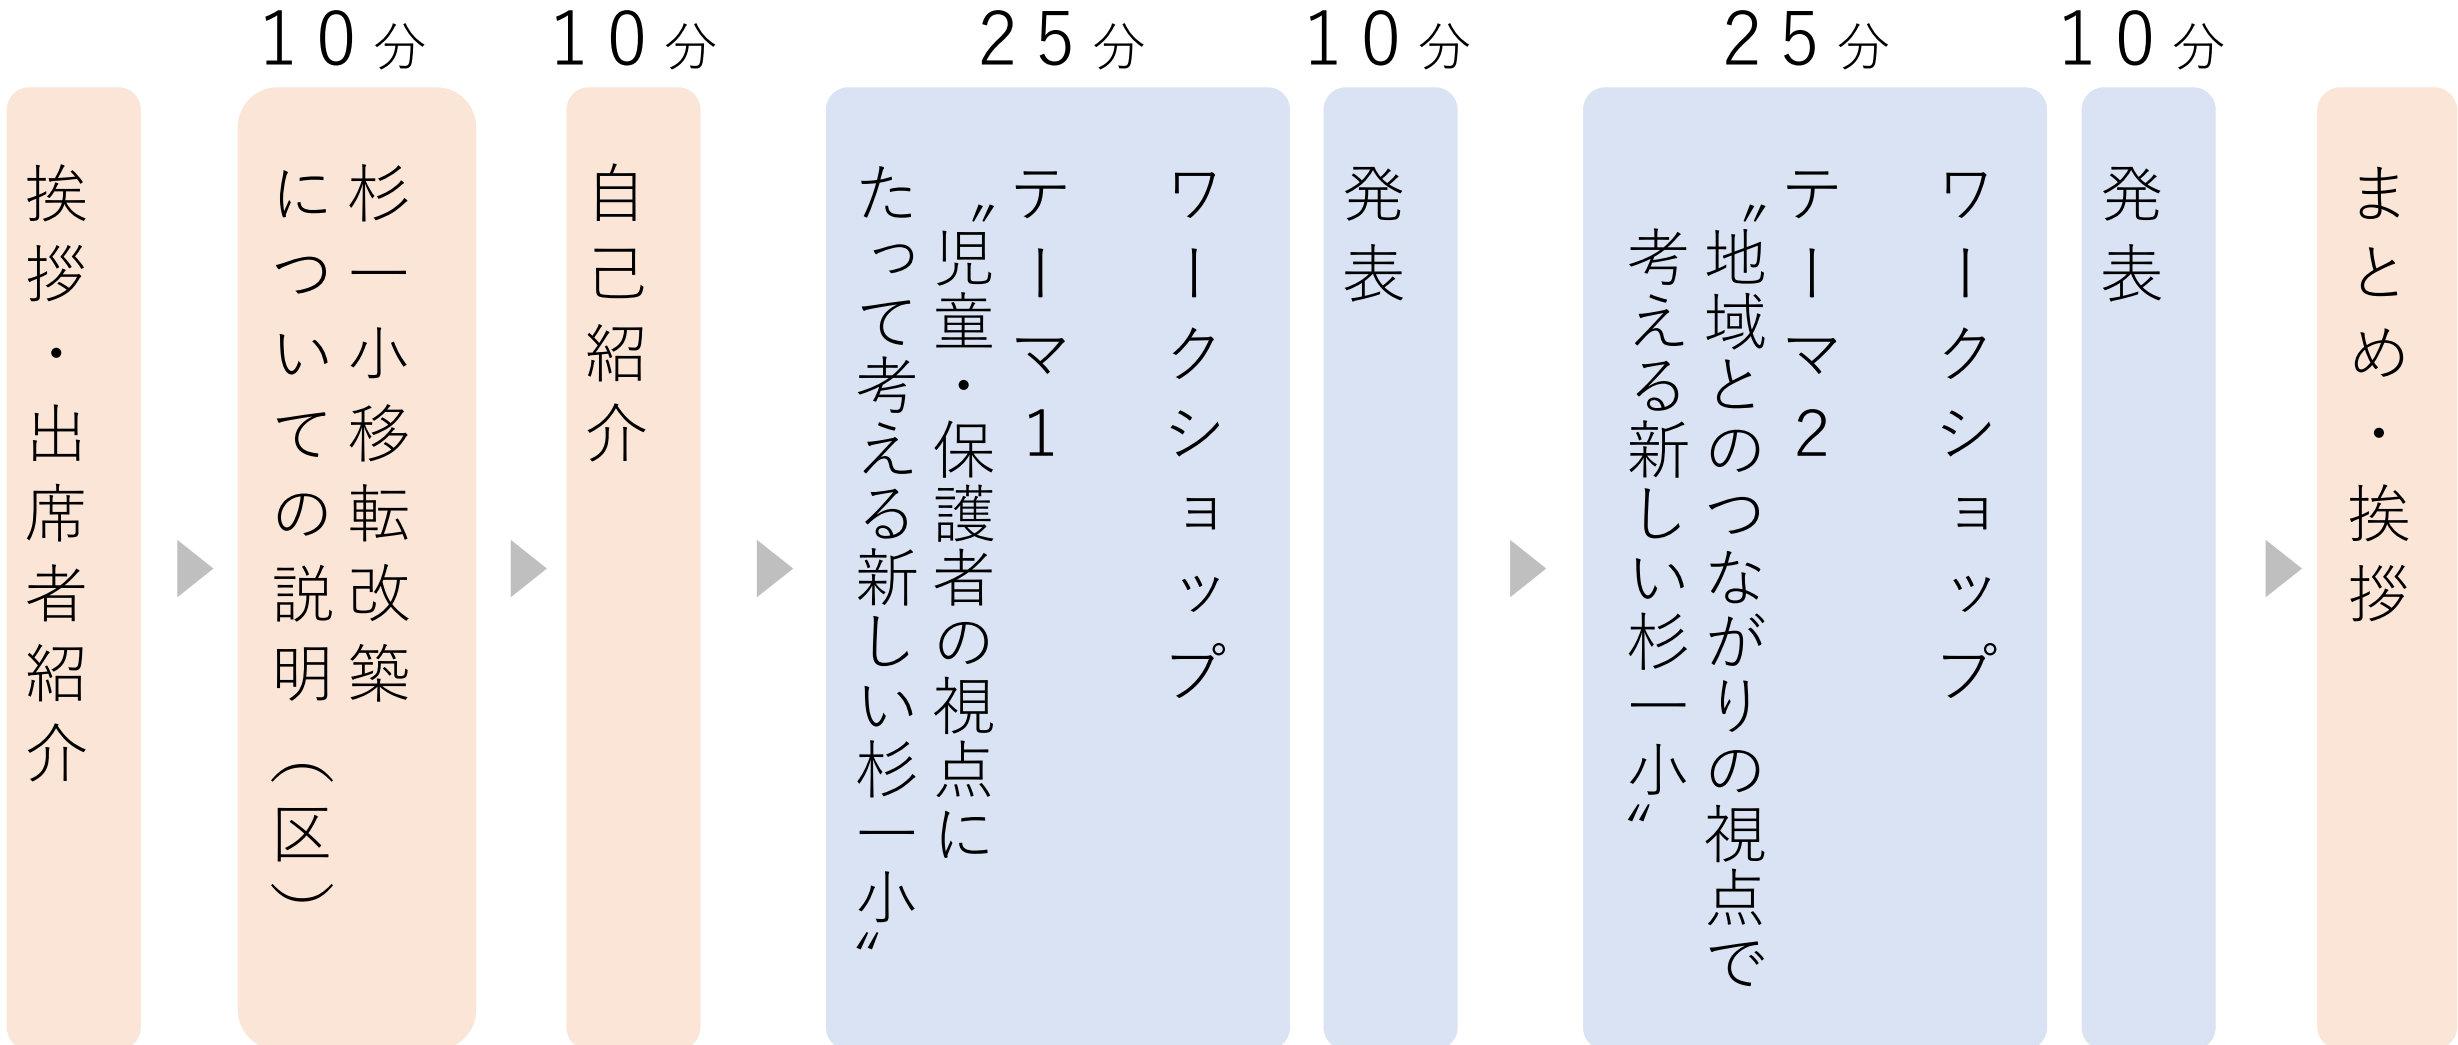 挨拶・出席者紹介
10分
杉一小移転改築
についての説明（区）
10分
自己紹介
25分
ワークショップ
テーマ1
〝児童・保護者の視点に
たって考える新しい杉一小〟
10分
発表
25分
ワークショップ
テーマ2
〝地域とのつながりの視点で
考える新しい杉一小〟
10分
発表
まとめ・挨拶